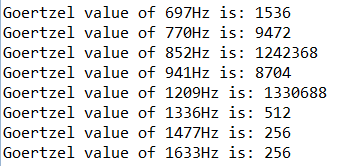 Goertzel value of 697Hz is: 1536
Goertzel value of 770Hz is: 9472
Goertzel value of 852Hz is: 1242368
Goertzel value of 941Hz is: 8704
Goertzel value of 1209Hz is: 1330688
Goertzel value of 1336Hz is: 512
Goertzel value of 1477Hz is: 256
Goertzel value of 1633Hz is: 256